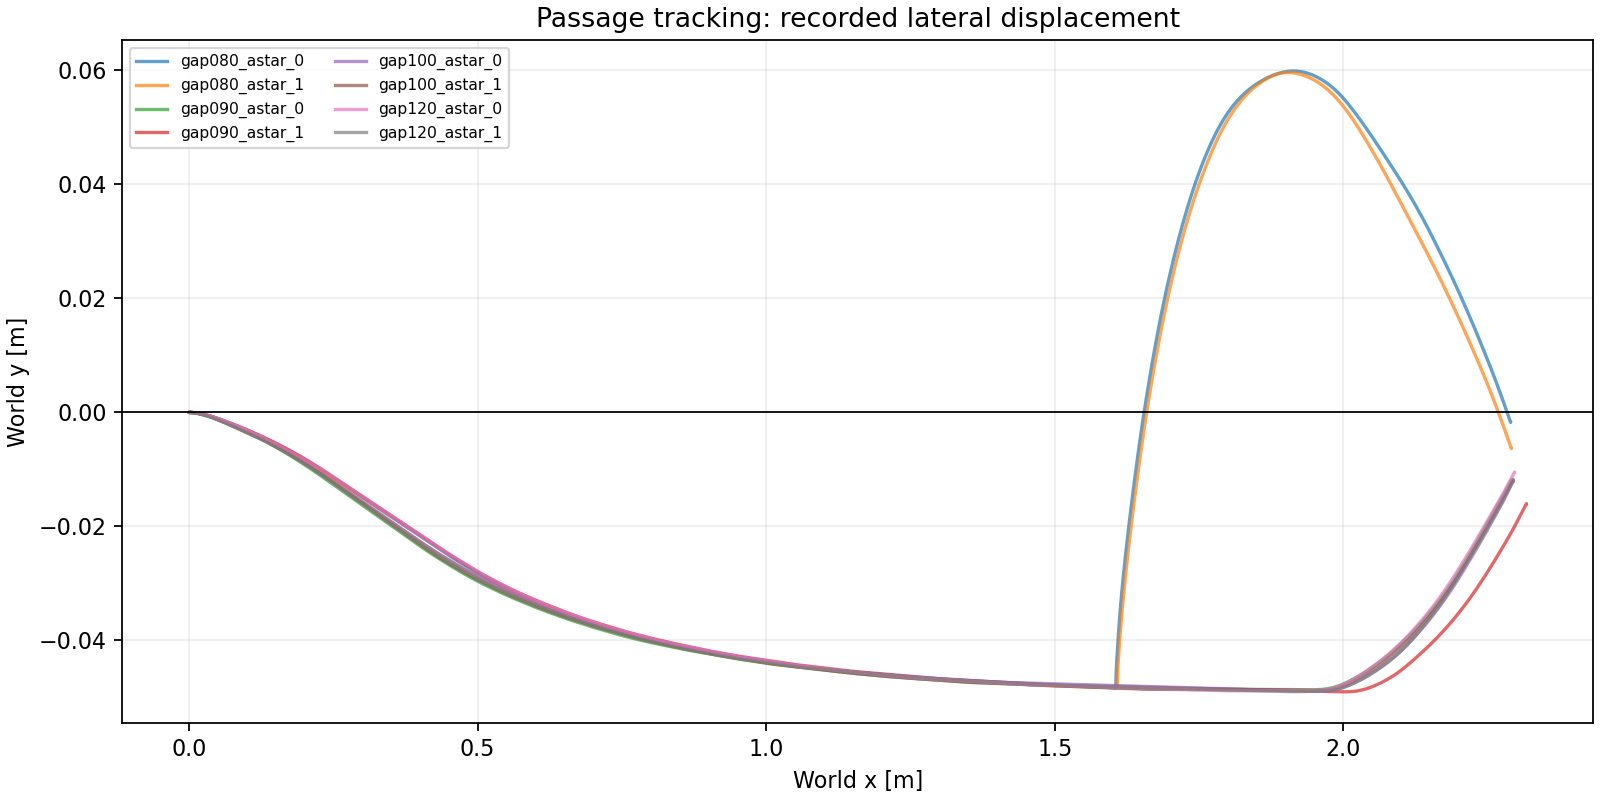 Passage tracking: recorded lateral displacement
gap080_astar_0
gap080_astar_1
gap090_astar_0
gap090_astar_1
gap100_astar_0
gap100_astar_1
gap120_astar_0
gap120_astar_1
World y [m]
0.06
0.04
0.02
0.00
−0.02
−0.04
0.0 0.5 1.0 1.5 2.0
World x [m]